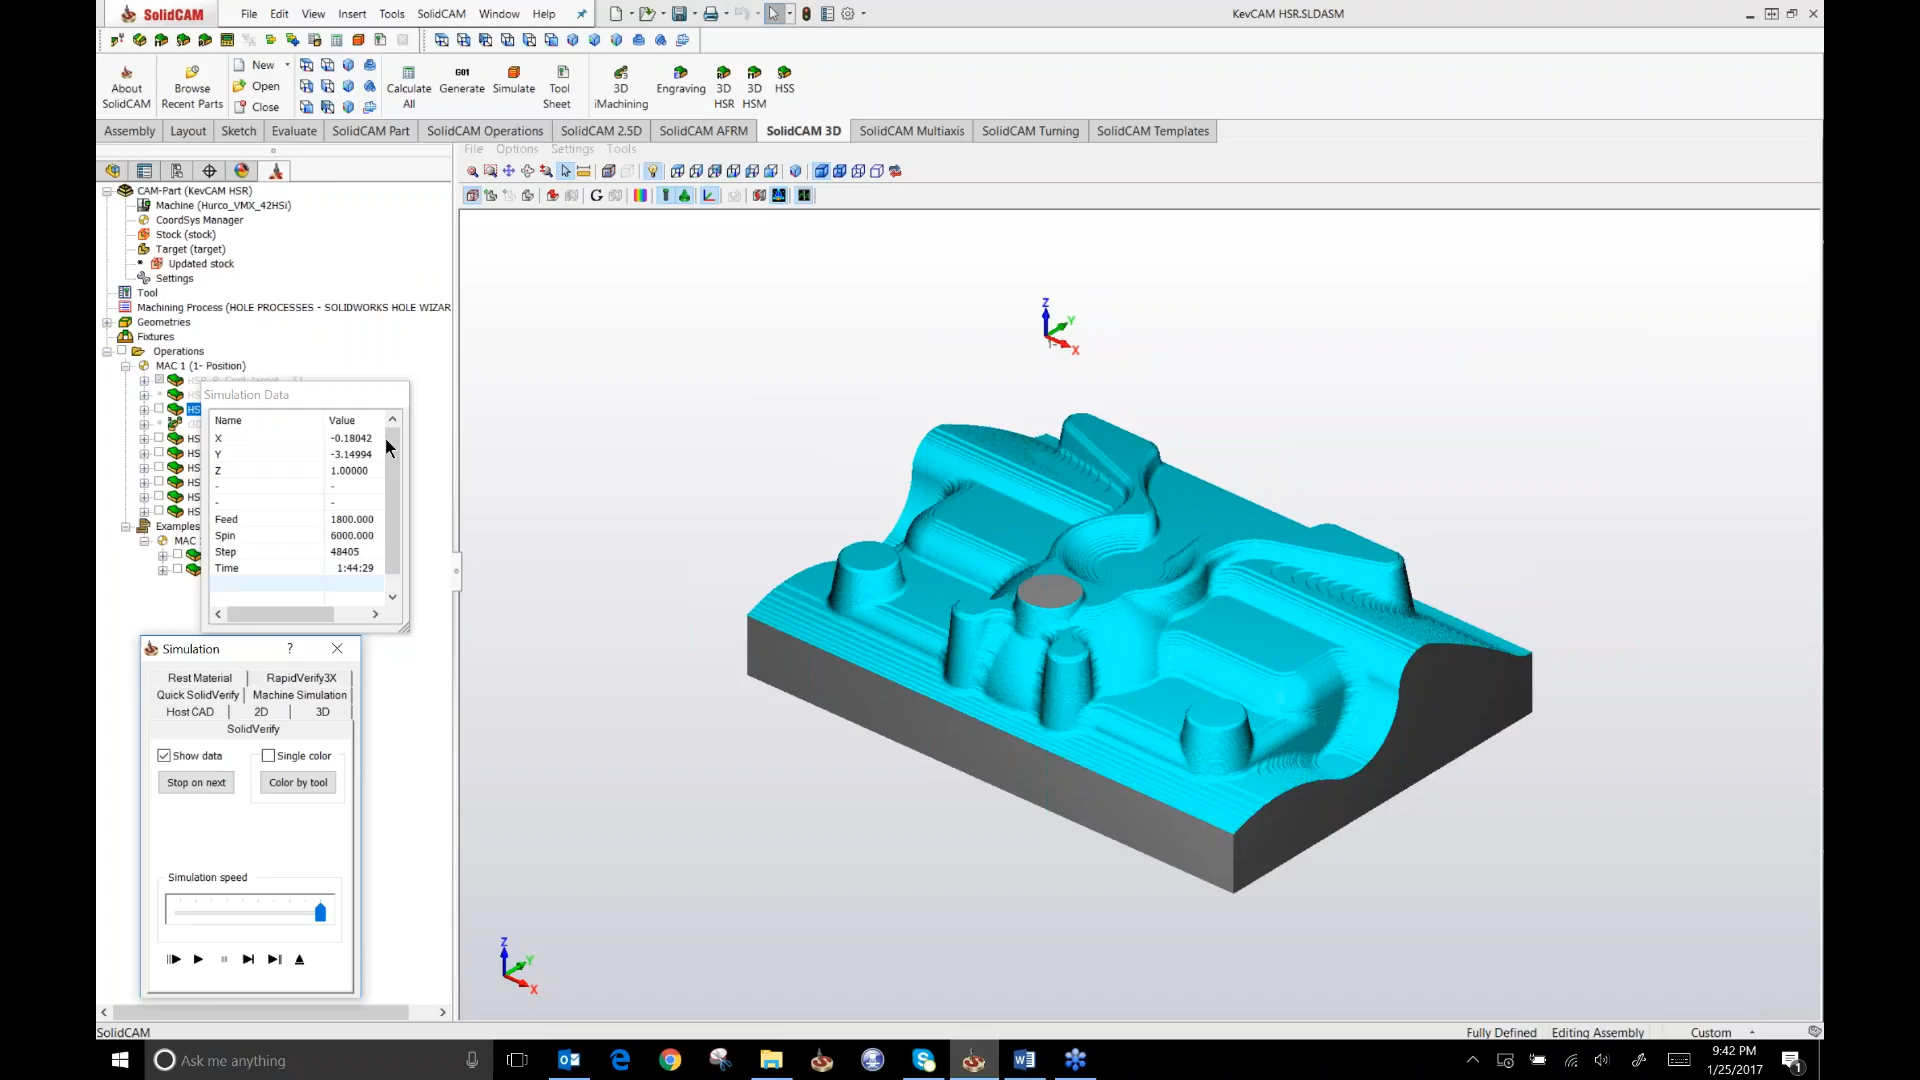 SolidCAM
File Edit View Insert Tools SolidCAM Window Help
KevCAM HSR.SLDASM
About SolidCAM
Browse Recent Parts
New
Open
Close
Calculate All
G01
Generate
Simulate
Tool Sheet
3D iMachining
Engraving
3D HSR
3D HSM
HSS
Assembly Layout Sketch Evaluate SolidCAM Part SolidCAM Operations SolidCAM 2.5D SolidCAM AFRM SolidCAM 3D SolidCAM Multiaxis SolidCAM Turning SolidCAM Templates
File Options Settings Tools
CAM-Part (KevCAM HSR)
Machine (Hurco_VMX_42HSi)
CoordSys Manager
Stock (stock)
Target (target)
Updated stock
Settings
Tool
Machining Process (HOLE PROCESSES - SOLIDWORKS HOLE WIZAR
Geometries
Fixtures
Operations
MAC 1 (1- Position)
HS
HS
HS
HS
HS
HS
HS
Examples
MAC
Simulation Data
Name Value
X -0.18042
Y -3.14994
Z 1.00000
- -
- -
Feed 1800.000
Spin 6000.000
Step 48405
Time 1:44:29
Simulation ?
Rest Material RapidVerify3X
Quick SolidVerify Machine Simulation
Host CAD 2D 3D
SolidVerify
Show data Single color
Stop on next Color by tool
Simulation speed
Z
Y
X
Z
Y
X
SolidCAM
Fully Defined Editing Assembly Custom
Ask me anything
9:42 PM
1/25/2017
1